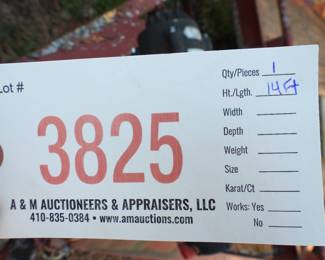 Lot #
3825
A & M AUCTIONEERS & APPRAISERS, LLC
410-835-0384 • www.amauctions.com
Qty/Pieces 1
Ht./Lgth. 14 Ft
Width
Depth
Weight
Size
Karat/Ct
Works: Yes
No